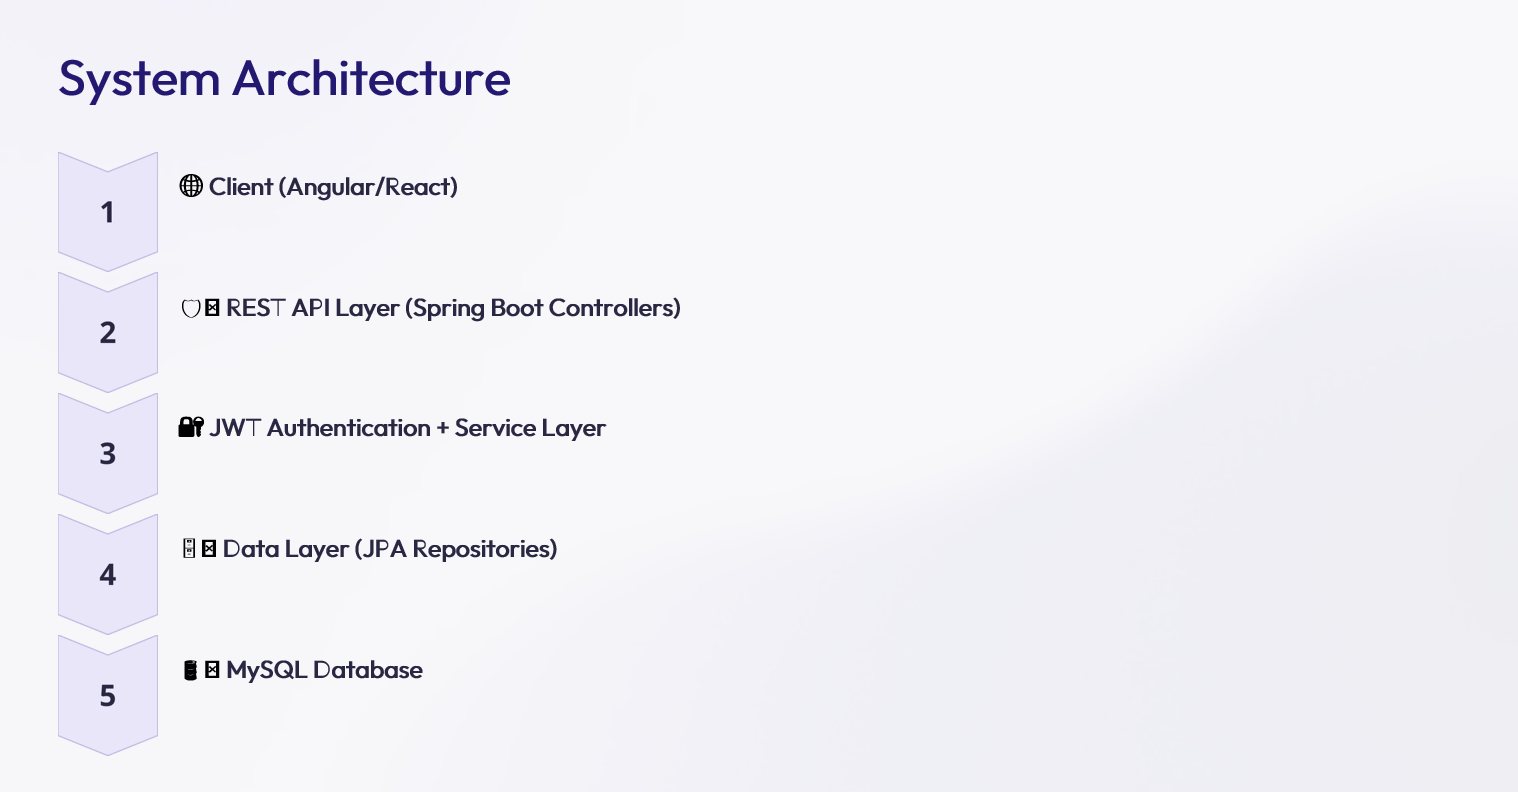 System Architecture
1
🌐 Client (Angular/React)
2
🛡 REST API Layer (Spring Boot Controllers)
3
🔐 JWT Authentication + Service Layer
4
🗄 Data Layer (JPA Repositories)
5
🛢 MySQL Database